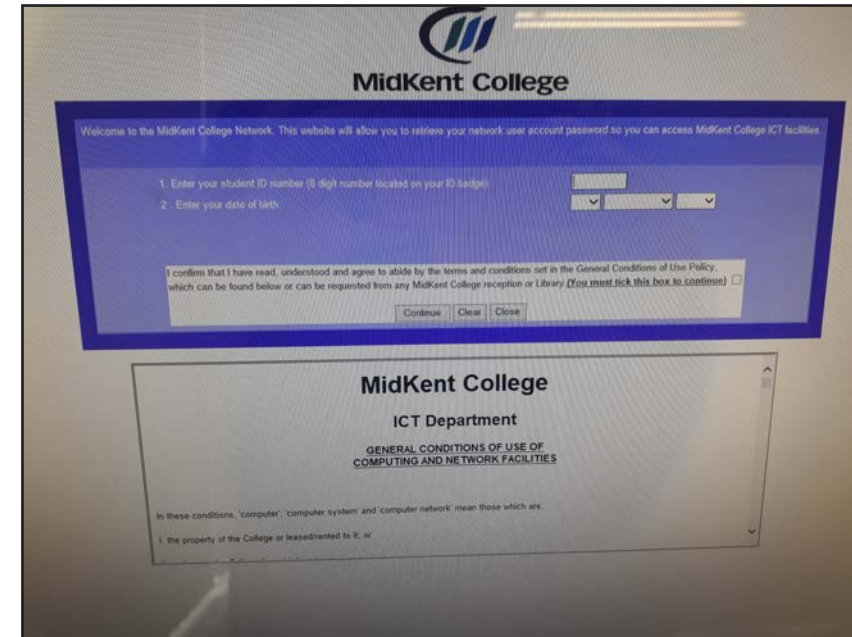 MidKent College
Welcome to the MidKent College Network. This website will allow you to retrieve your network user account password so you can access MidKent College ICT facilities.
1. Enter your student ID number (8 digit number located on your ID badge):
2. Enter your date of birth:
I confirm that I have read, understood and agree to abide by the terms and conditions set in the General Conditions of Use Policy,
which can be found below or can be requested from any MidKent College reception or Library (You must tick this box to continue)
Continue Clear Close
MidKent College
ICT Department
GENERAL CONDITIONS OF USE OF
COMPUTING AND NETWORK FACILITIES
In these conditions, 'computer', 'computer system' and 'computer network' mean those which are:
i. the property of the College or leased/rented to it; or